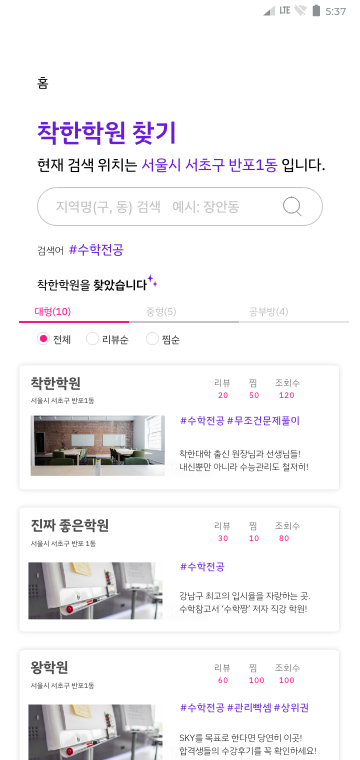 LTE 5:37
홈
착한학원 찾기
현재 검색 위치는 서울시 서초구 반포1동 입니다.
지역명(구, 동) 검색 예시: 장안동
검색어 #수학전공
착한학원을 찾았습니다
대형(10) 중형(5) 공부방(4)
전체 리뷰순 찜순
착한학원 리뷰 찜 조회수
서울시 서초구 반포1동 20 50 120
#수학전공 #무조건문제풀이
착한대학 출신 원장님과 선생님들!
내신뿐만 아니라 수능관리도 철저히!
진짜 좋은학원 리뷰 찜 조회수
서울시 서초구 반포 1동 30 10 80
#수학전공
강남구 최고의 입시율을 자랑하는 곳.
수학참고서 ‘수학짱’ 저자 직강 학원!
왕학원 리뷰 찜 조회수
서울시 서초구 반포1동 60 100 100
#수학전공 #관리빡셈 #상위권
SKY를 목표로 한다면 당연히 이곳!
합격생들의 수강후기를 꼭 확인하세요!